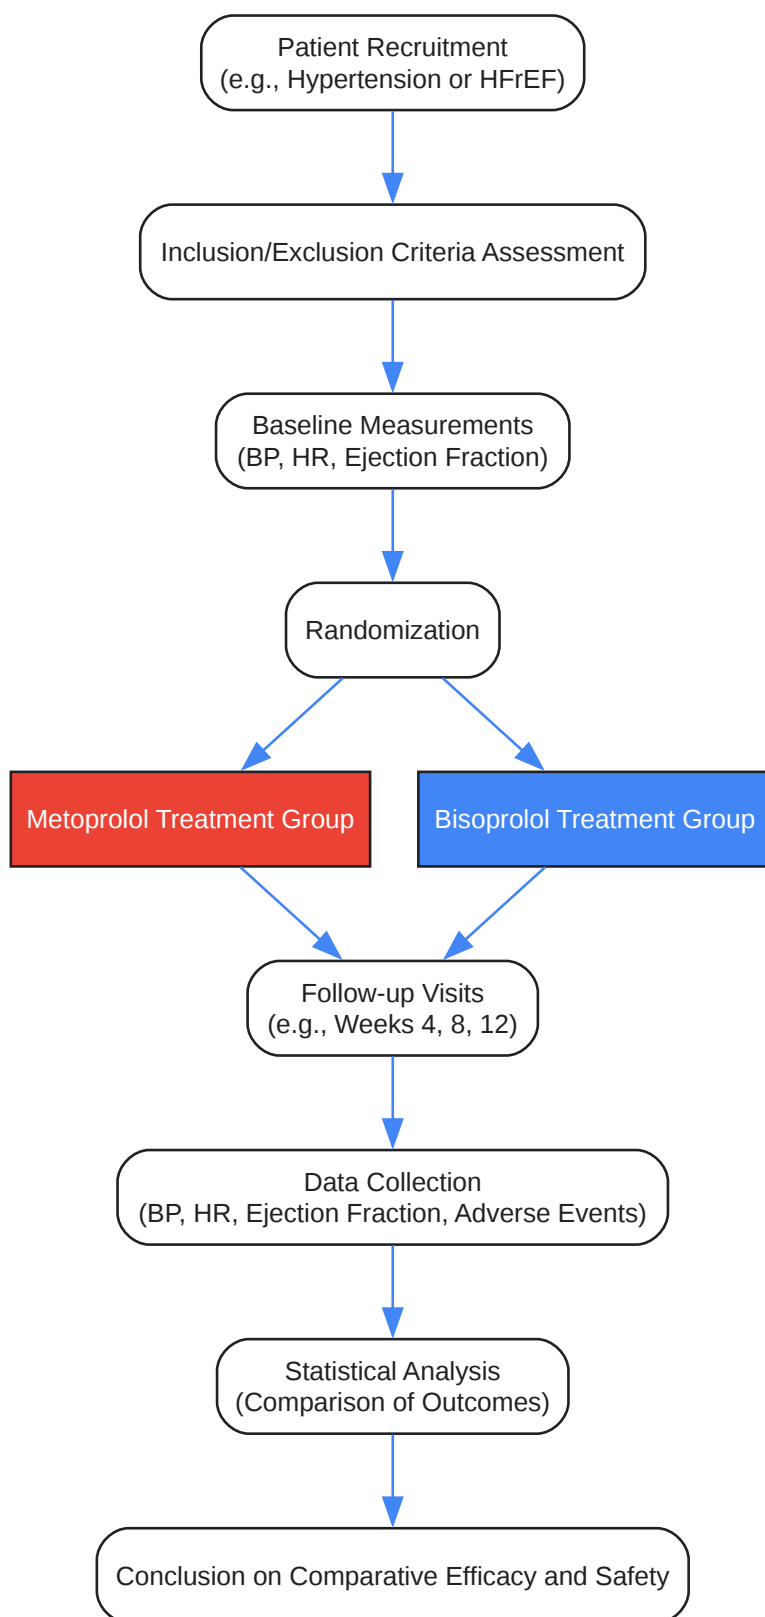 Patient Recruitment
(e.g., Hypertension or HFrEF)
Inclusion/Exclusion Criteria Assessment
Baseline Measurements
(BP, HR, Ejection Fraction)
Randomization
Metoprolol Treatment Group
Bisoprolol Treatment Group
Follow-up Visits
(e.g., Weeks 4, 8, 12)
Data Collection
(BP, HR, Ejection Fraction, Adverse Events)
Statistical Analysis
(Comparison of Outcomes)
Conclusion on Comparative Efficacy and Safety